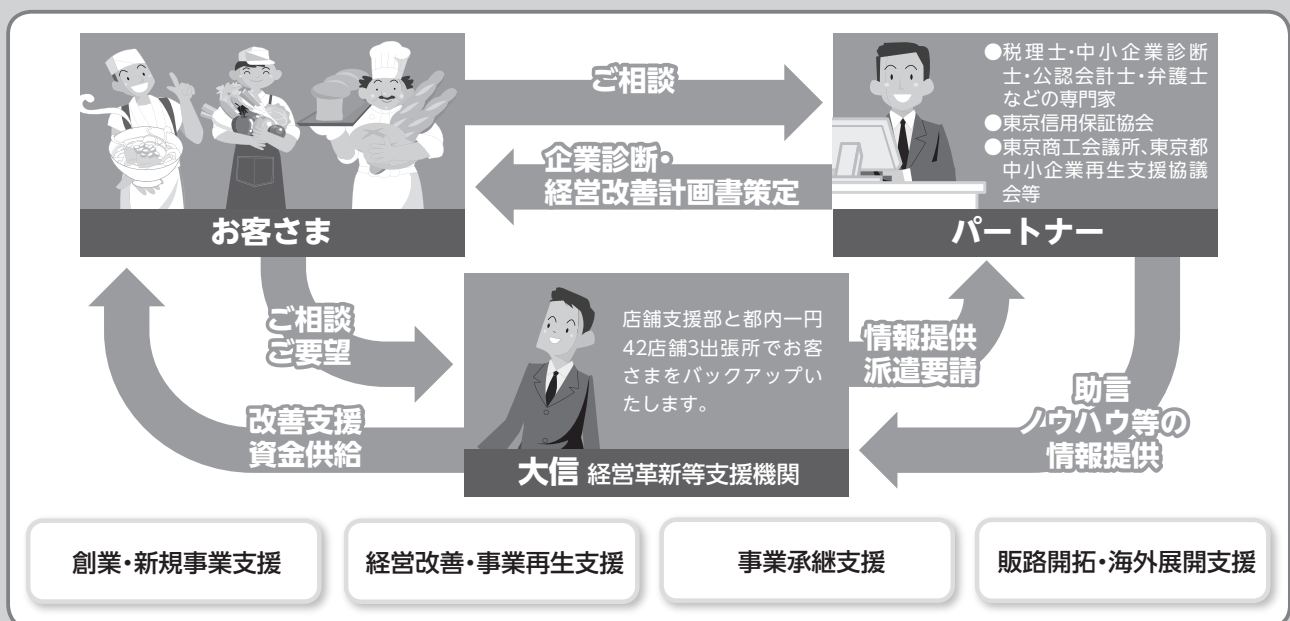 ご相談
●税理士・中小企業診断
士・公認会計士・弁護士
などの専門家
●東京信用保証協会
●東京商工会議所、東京都
中小企業再生支援協議
会等
企業診断・
経営改善計画書策定
お客さま
パートナー
ご相談
ご要望
店舗支援部と都内一円
42店舗3出張所でお客
さまをバックアップい
たします。
情報提供
派遣要請
助言
ノウハウ等の
情報提供
改善支援
資金供給
大信 経営革新等支援機関
創業・新規事業支援
経営改善・事業再生支援
事業承継支援
販路開拓・海外展開支援